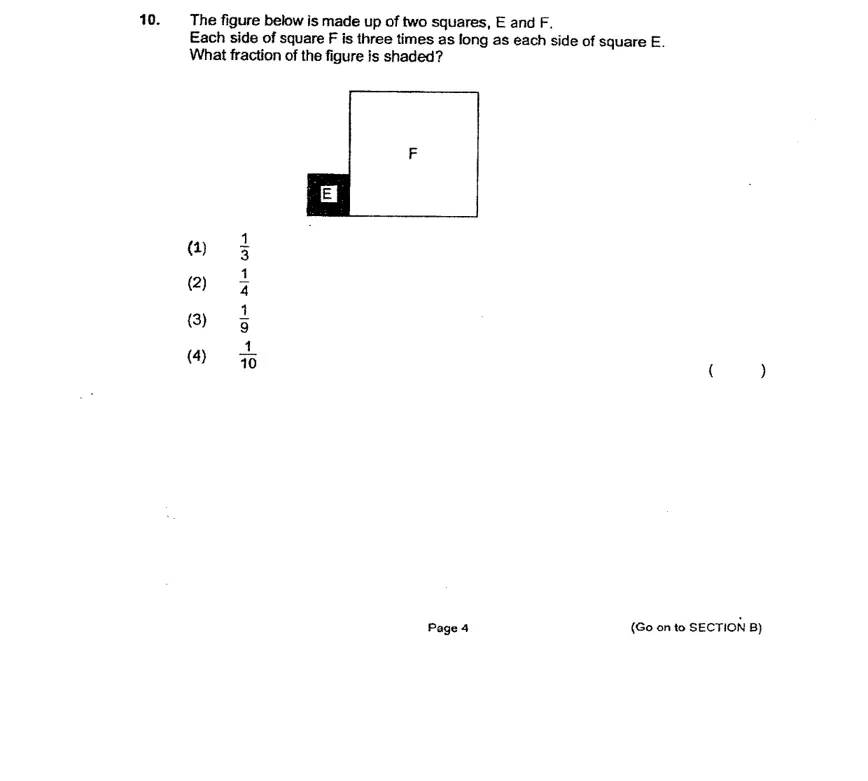 10. The figure below is made up of two squares, E and F.
Each side of square F is three times as long as each side of square E.
What fraction of the figure is shaded?
F
E
(1) 1/3
(2) 1/4
(3) 1/9
(4) 1/10
( )
Page 4
(Go on to SECTION B)